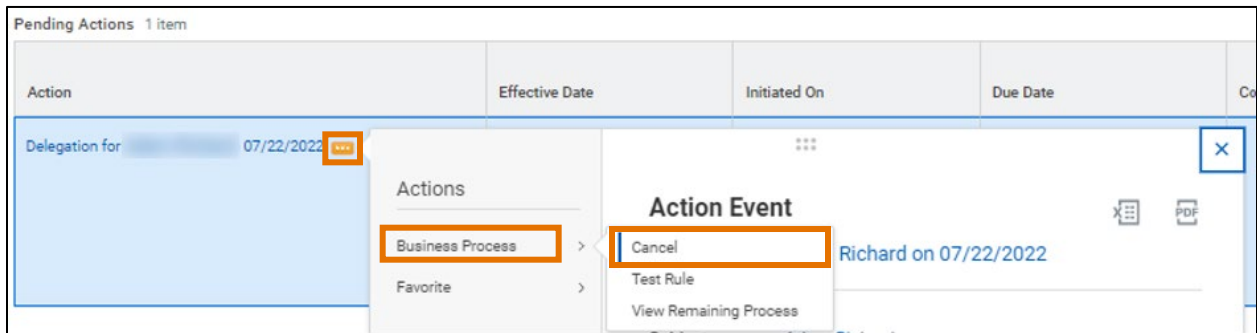 Pending Actions 1 item
Action Effective Date Initiated On Due Date Co
Delegation for 07/22/2022
Actions
Action Event
PDF
Business Process
Cancel
Richard on 07/22/2022
Favorite
Test Rule
View Remaining Process